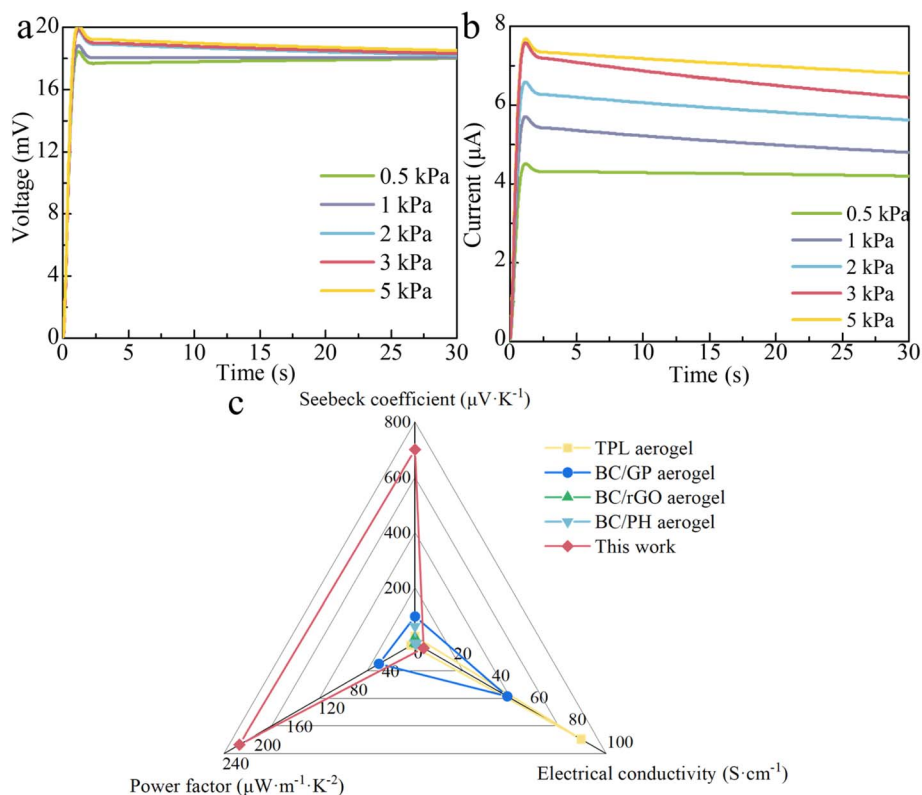 a
20
16
12
8
4
0
Voltage (mV)
0.5 kPa
1 kPa
2 kPa
3 kPa
5 kPa
0 5 10 15 20 25 30
Time (s)
b
8
6
4
2
0
Current (μA)
0.5 kPa
1 kPa
2 kPa
3 kPa
5 kPa
0 5 10 15 20 25 30
Time (s)
c
Seebeck coefficient (μV·K⁻¹)
800
600
400
200
0
20
40
60
80
100
40
80
120
160
200
240
TPL aerogel
BC/GP aerogel
BC/rGO aerogel
BC/PH aerogel
This work
Power factor (μW·m⁻¹·K⁻²)
Electrical conductivity (S·cm⁻¹)